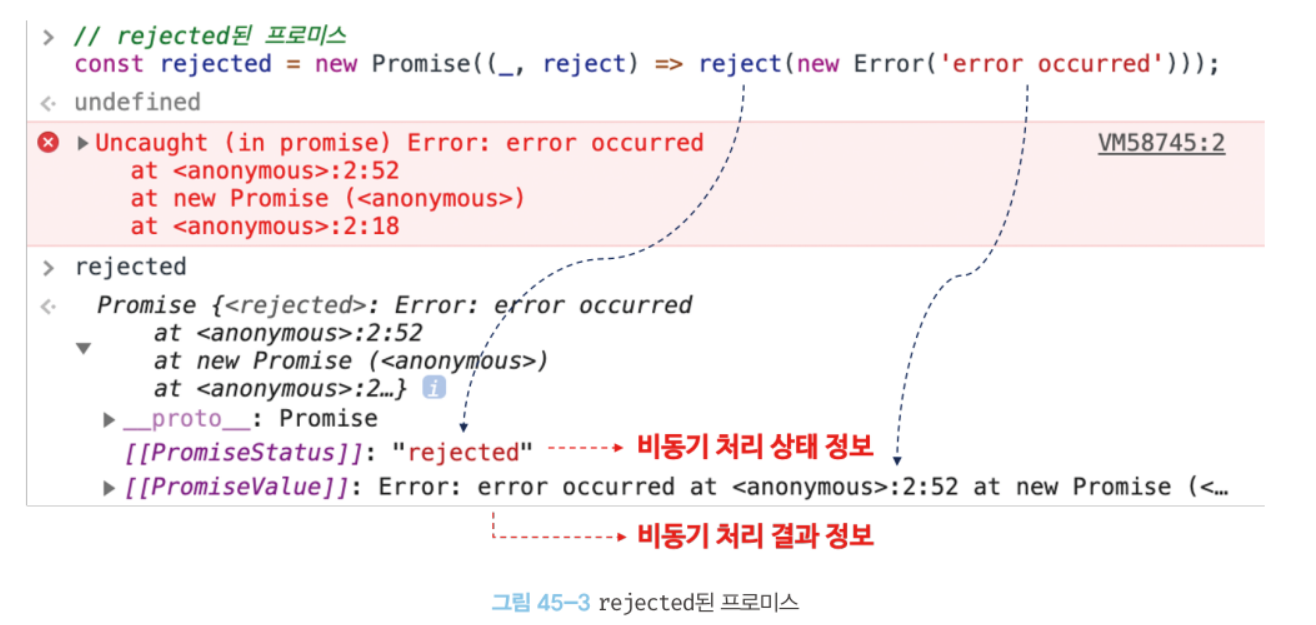 > // rejected된 프로미스
const rejected = new Promise((_, reject) => reject(new Error('error occurred')));
undefined
Uncaught (in promise) Error: error occurred VM58745:2
at <anonymous>:2:52
at new Promise (<anonymous>)
at <anonymous>:2:18
> rejected
Promise {<rejected>: Error: error occurred
at <anonymous>:2:52
at new Promise (<anonymous>)
at <anonymous>:2…} i
__proto__: Promise
[[PromiseStatus]]: "rejected" 비동기 처리 상태 정보
[[PromiseValue]]: Error: error occurred at <anonymous>:2:52 at new Promise (<…
비동기 처리 결과 정보
그림 45-3 rejected된 프로미스